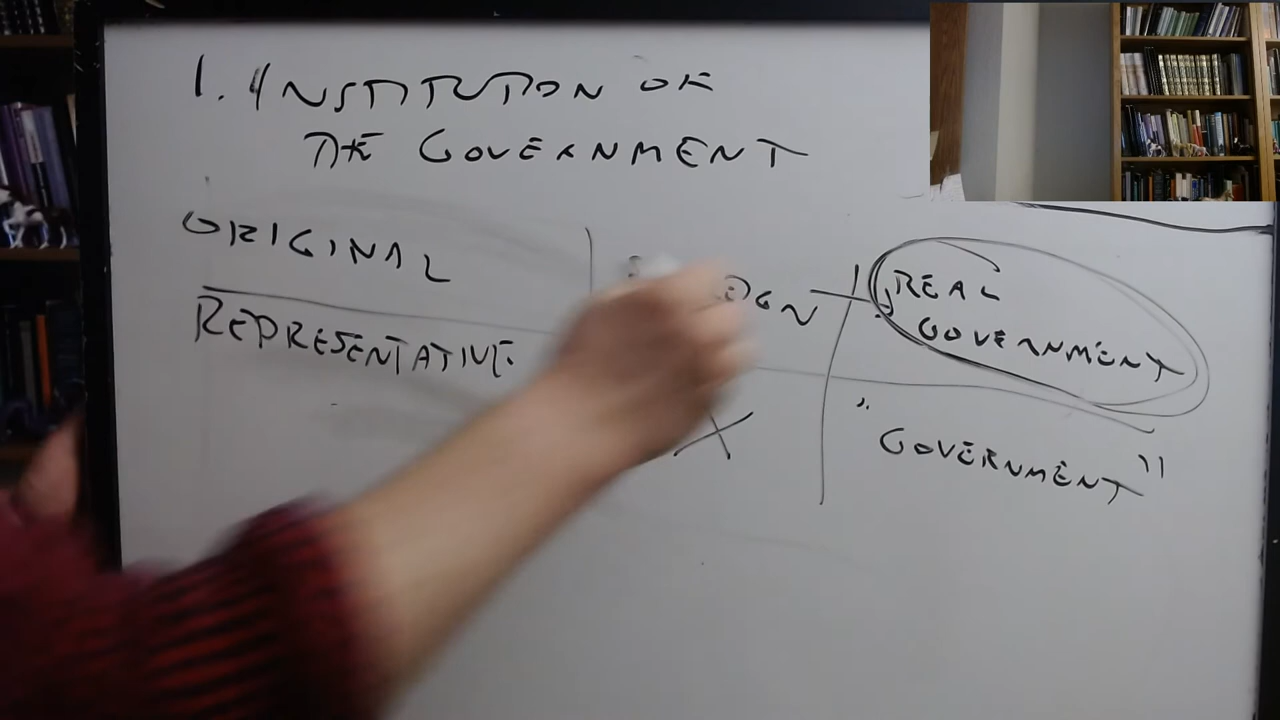 1. INSTITUTION OF
THE GOVERNMENT
ORIGINAL
REAL
GOVERNMENT
REPRESENTATIVE
X
"GOVERNMENT"